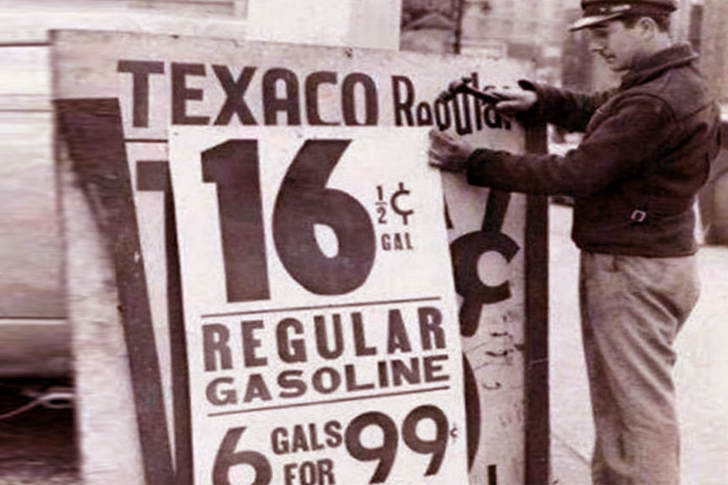 TEXACO Regular
16 ½ ¢
GAL
REGULAR
GASOLINE
6 GALS FOR 99¢